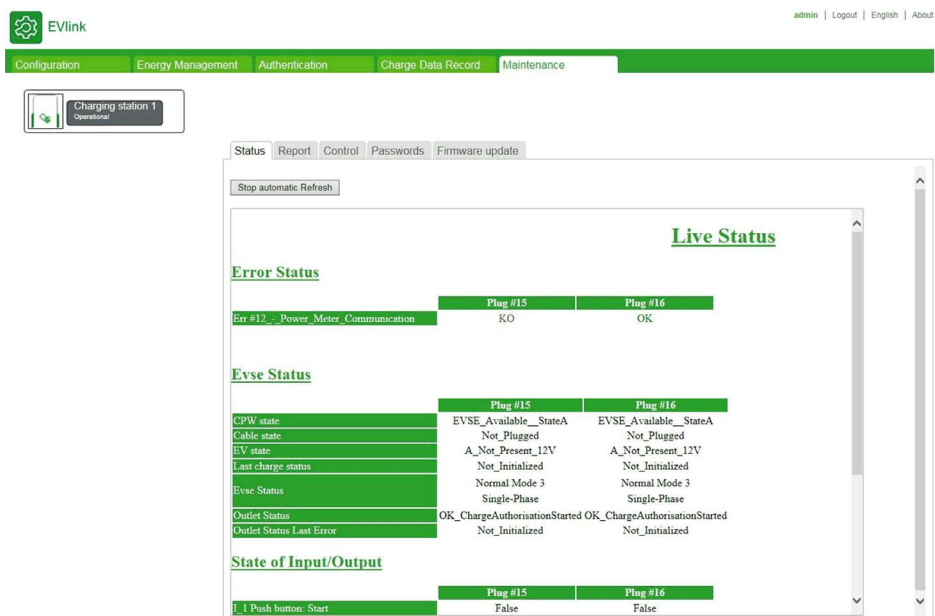 admin | Logout | English | About
EVlink
Configuration Energy Management Authentication Charge Data Record Maintenance
Charging station 1
Operational
Status Report Control Passwords Firmware update
Stop automatic Refresh
Live Status
Error Status
Plug #15 Plug #16
Err #12_-_Power_Meter_Communication KO OK
Evse Status
Plug #15 Plug #16
CPW state EVSE_Available__StateA EVSE_Available__StateA
Cable state Not_Plugged Not_Plugged
EV state A_Not_Present_12V A_Not_Present_12V
Last charge status Not_Initialized Not_Initialized
Evse Status Normal Mode 3 Normal Mode 3
Single-Phase Single-Phase
Outlet Status OK_ChargeAuthorisationStarted OK_ChargeAuthorisationStarted
Outlet Status Last Error Not_Initialized Not_Initialized
State of Input/Output
Plug #15 Plug #16
I_1 Push button: Start False False